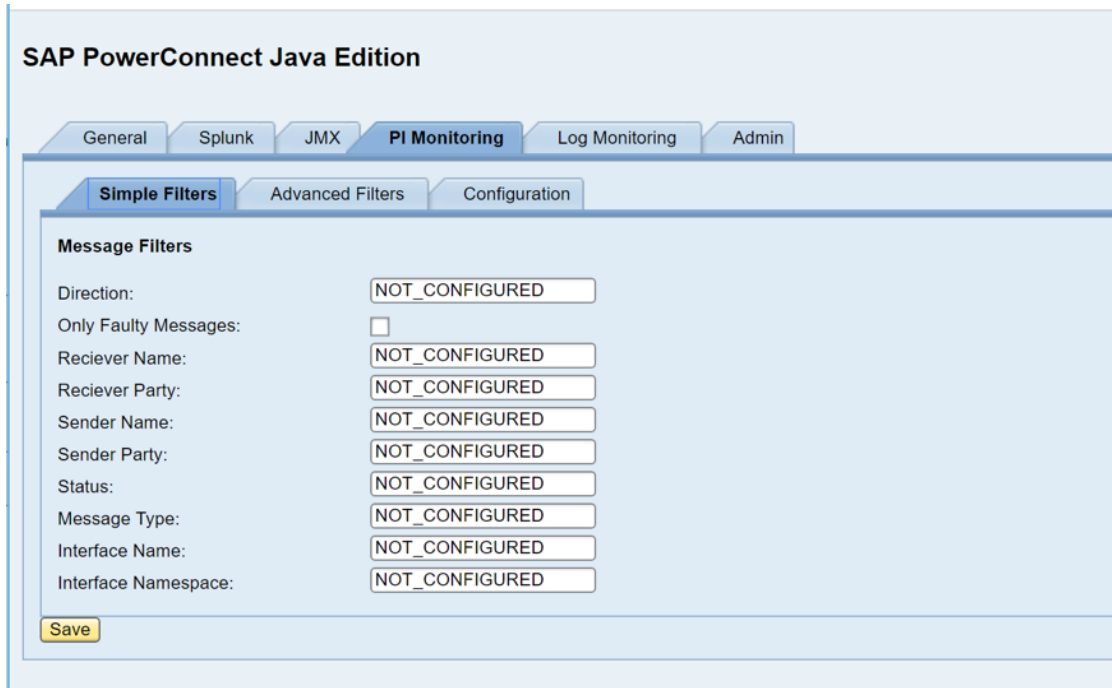 SAP PowerConnect Java Edition
General Splunk JMX PI Monitoring Log Monitoring Admin
Simple Filters Advanced Filters Configuration
Message Filters
Direction: NOT_CONFIGURED
Only Faulty Messages:
Reciever Name: NOT_CONFIGURED
Reciever Party: NOT_CONFIGURED
Sender Name: NOT_CONFIGURED
Sender Party: NOT_CONFIGURED
Status: NOT_CONFIGURED
Message Type: NOT_CONFIGURED
Interface Name: NOT_CONFIGURED
Interface Namespace: NOT_CONFIGURED
Save